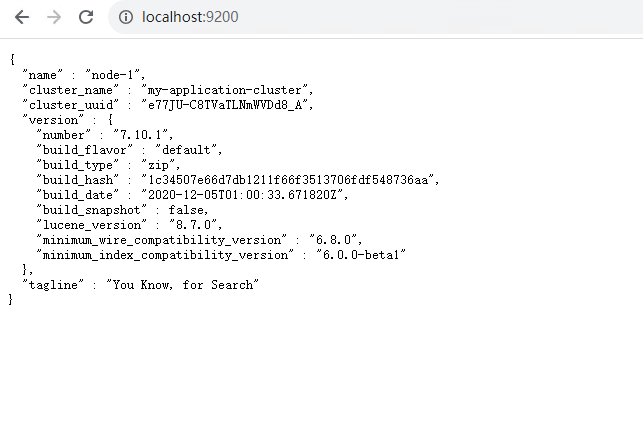 localhost:9200
{
  "name" : "node-1",
  "cluster_name" : "my-application-cluster",
  "cluster_uuid" : "e77JU-C8TVaTLNmWVDd8_A",
  "version" : {
    "number" : "7.10.1",
    "build_flavor" : "default",
    "build_type" : "zip",
    "build_hash" : "1c34507e66d7db1211f66f3513706fdf548736aa",
    "build_date" : "2020-12-05T01:00:33.671820Z",
    "build_snapshot" : false,
    "lucene_version" : "8.7.0",
    "minimum_wire_compatibility_version" : "6.8.0",
    "minimum_index_compatibility_version" : "6.0.0-beta1"
  },
  "tagline" : "You Know, for Search"
}